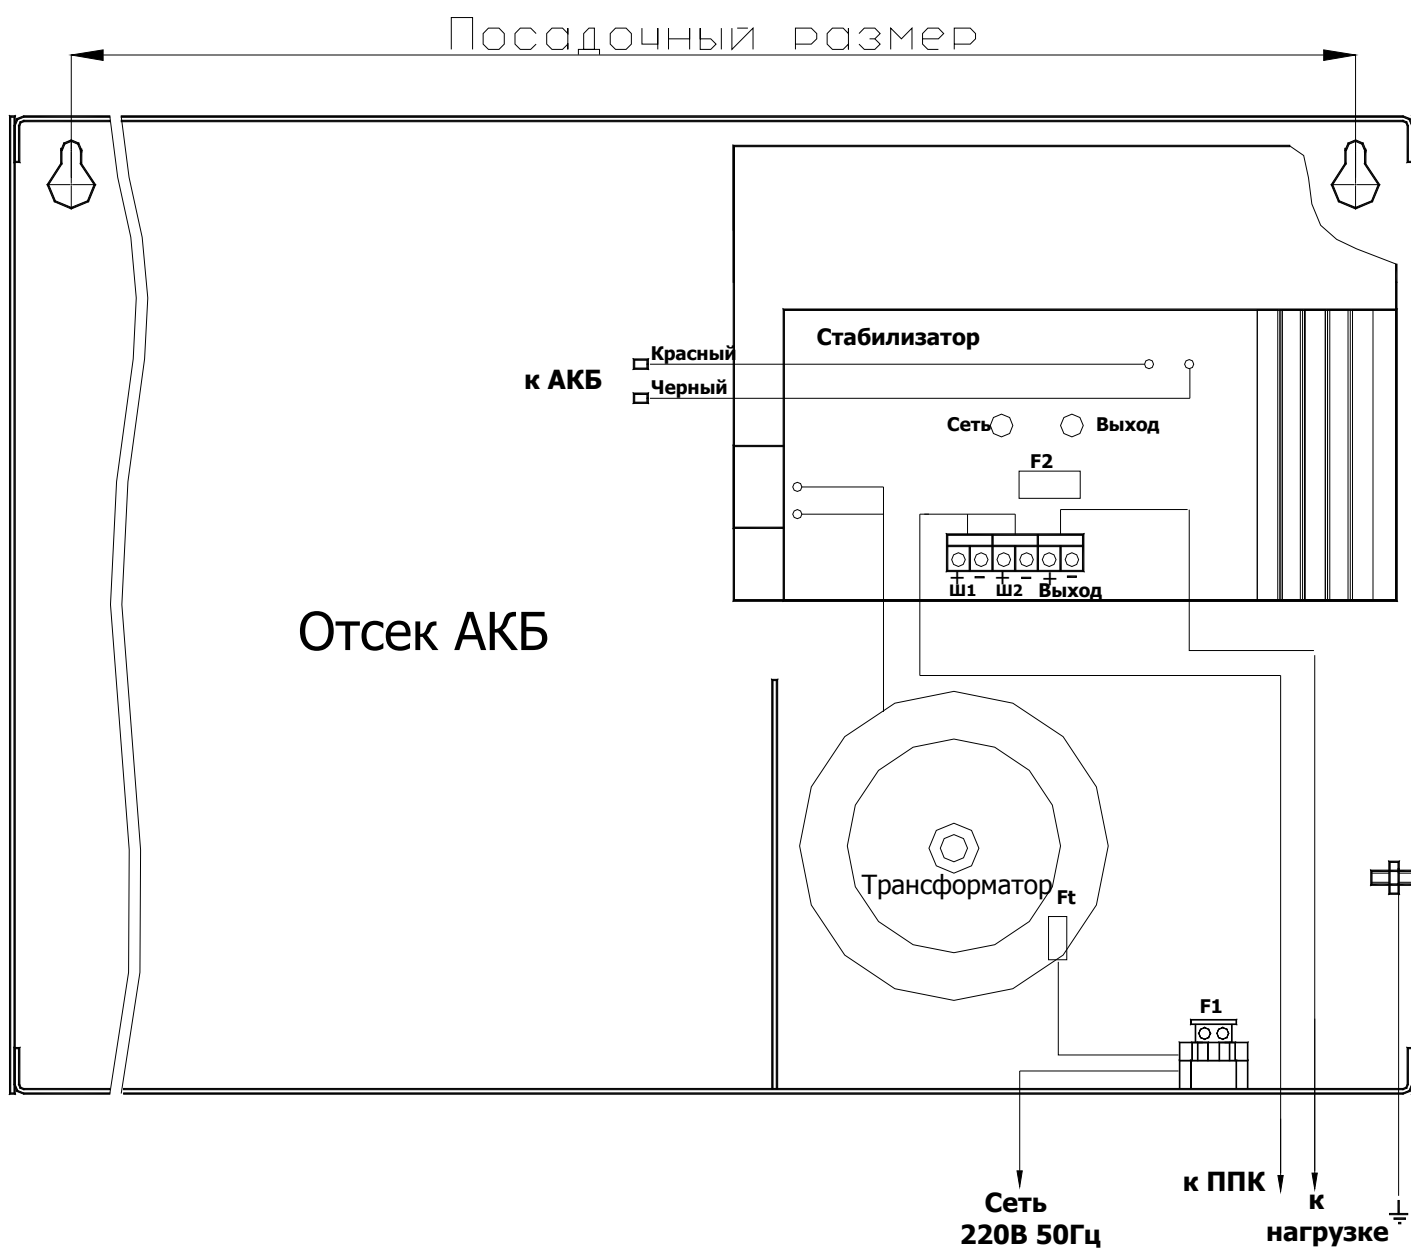 Посадочный размер
Стабилизатор
Красный
к АКБ
Черный
Сеть
Выход
F2
+ - + - + -
Ш1 Ш2 Выход
Отсек АКБ
Трансформатор
Ft
F1
к ППК
Сеть
220В 50Гц
к
нагрузке